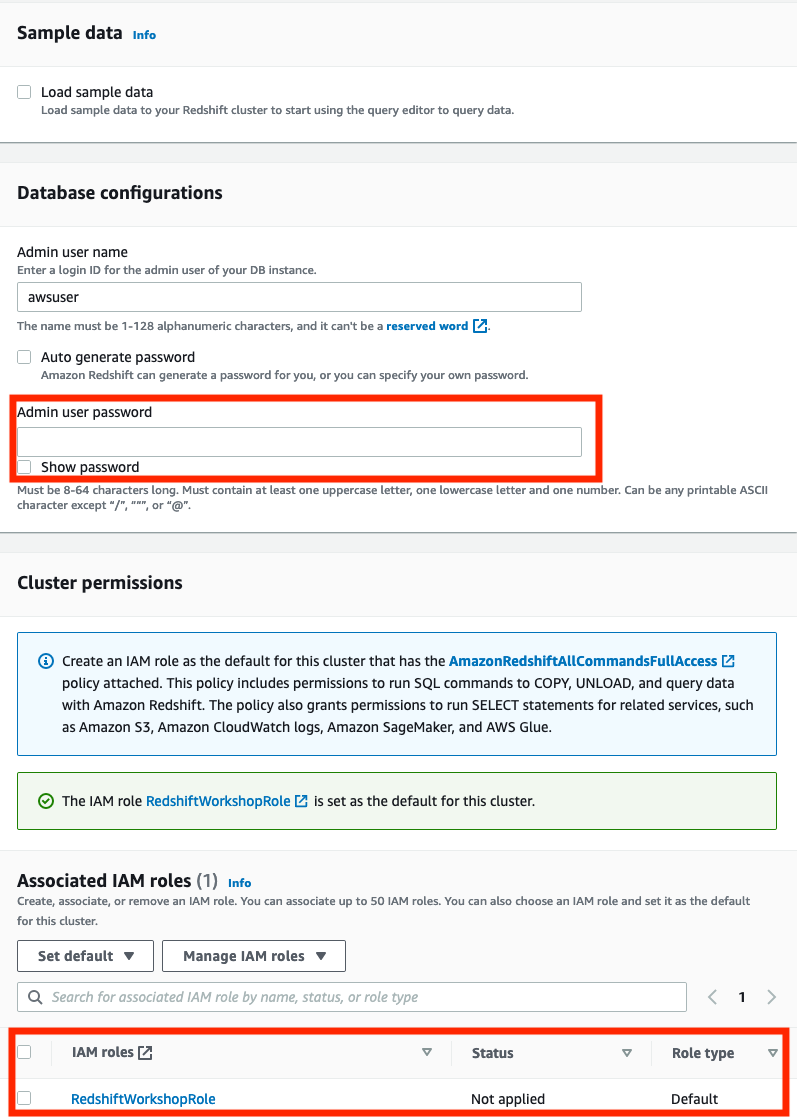 Sample data Info
Load sample data
Load sample data to your Redshift cluster to start using the query editor to query data.
Database configurations
Admin user name
Enter a login ID for the admin user of your DB instance.
awsuser
The name must be 1-128 alphanumeric characters, and it can't be a reserved word.
Auto generate password
Amazon Redshift can generate a password for you, or you can specify your own password.
Admin user password
Show password
Must be 8-64 characters long. Must contain at least one uppercase letter, one lowercase letter and one number. Can be any printable ASCII
character except “/”, “"”, or “@”.
Cluster permissions
Create an IAM role as the default for this cluster that has the AmazonRedshiftAllCommandsFullAccess
policy attached. This policy includes permissions to run SQL commands to COPY, UNLOAD, and query data
with Amazon Redshift. The policy also grants permissions to run SELECT statements for related services, such
as Amazon S3, Amazon CloudWatch logs, Amazon SageMaker, and AWS Glue.
The IAM role RedshiftWorkshopRole is set as the default for this cluster.
Associated IAM roles (1) Info
Create, associate, or remove an IAM role. You can associate up to 50 IAM roles. You can also choose an IAM role and set it as the default
for this cluster.
Set default Manage IAM roles
Search for associated IAM role by name, status, or role type 1
IAM roles Status Role type
RedshiftWorkshopRole Not applied Default